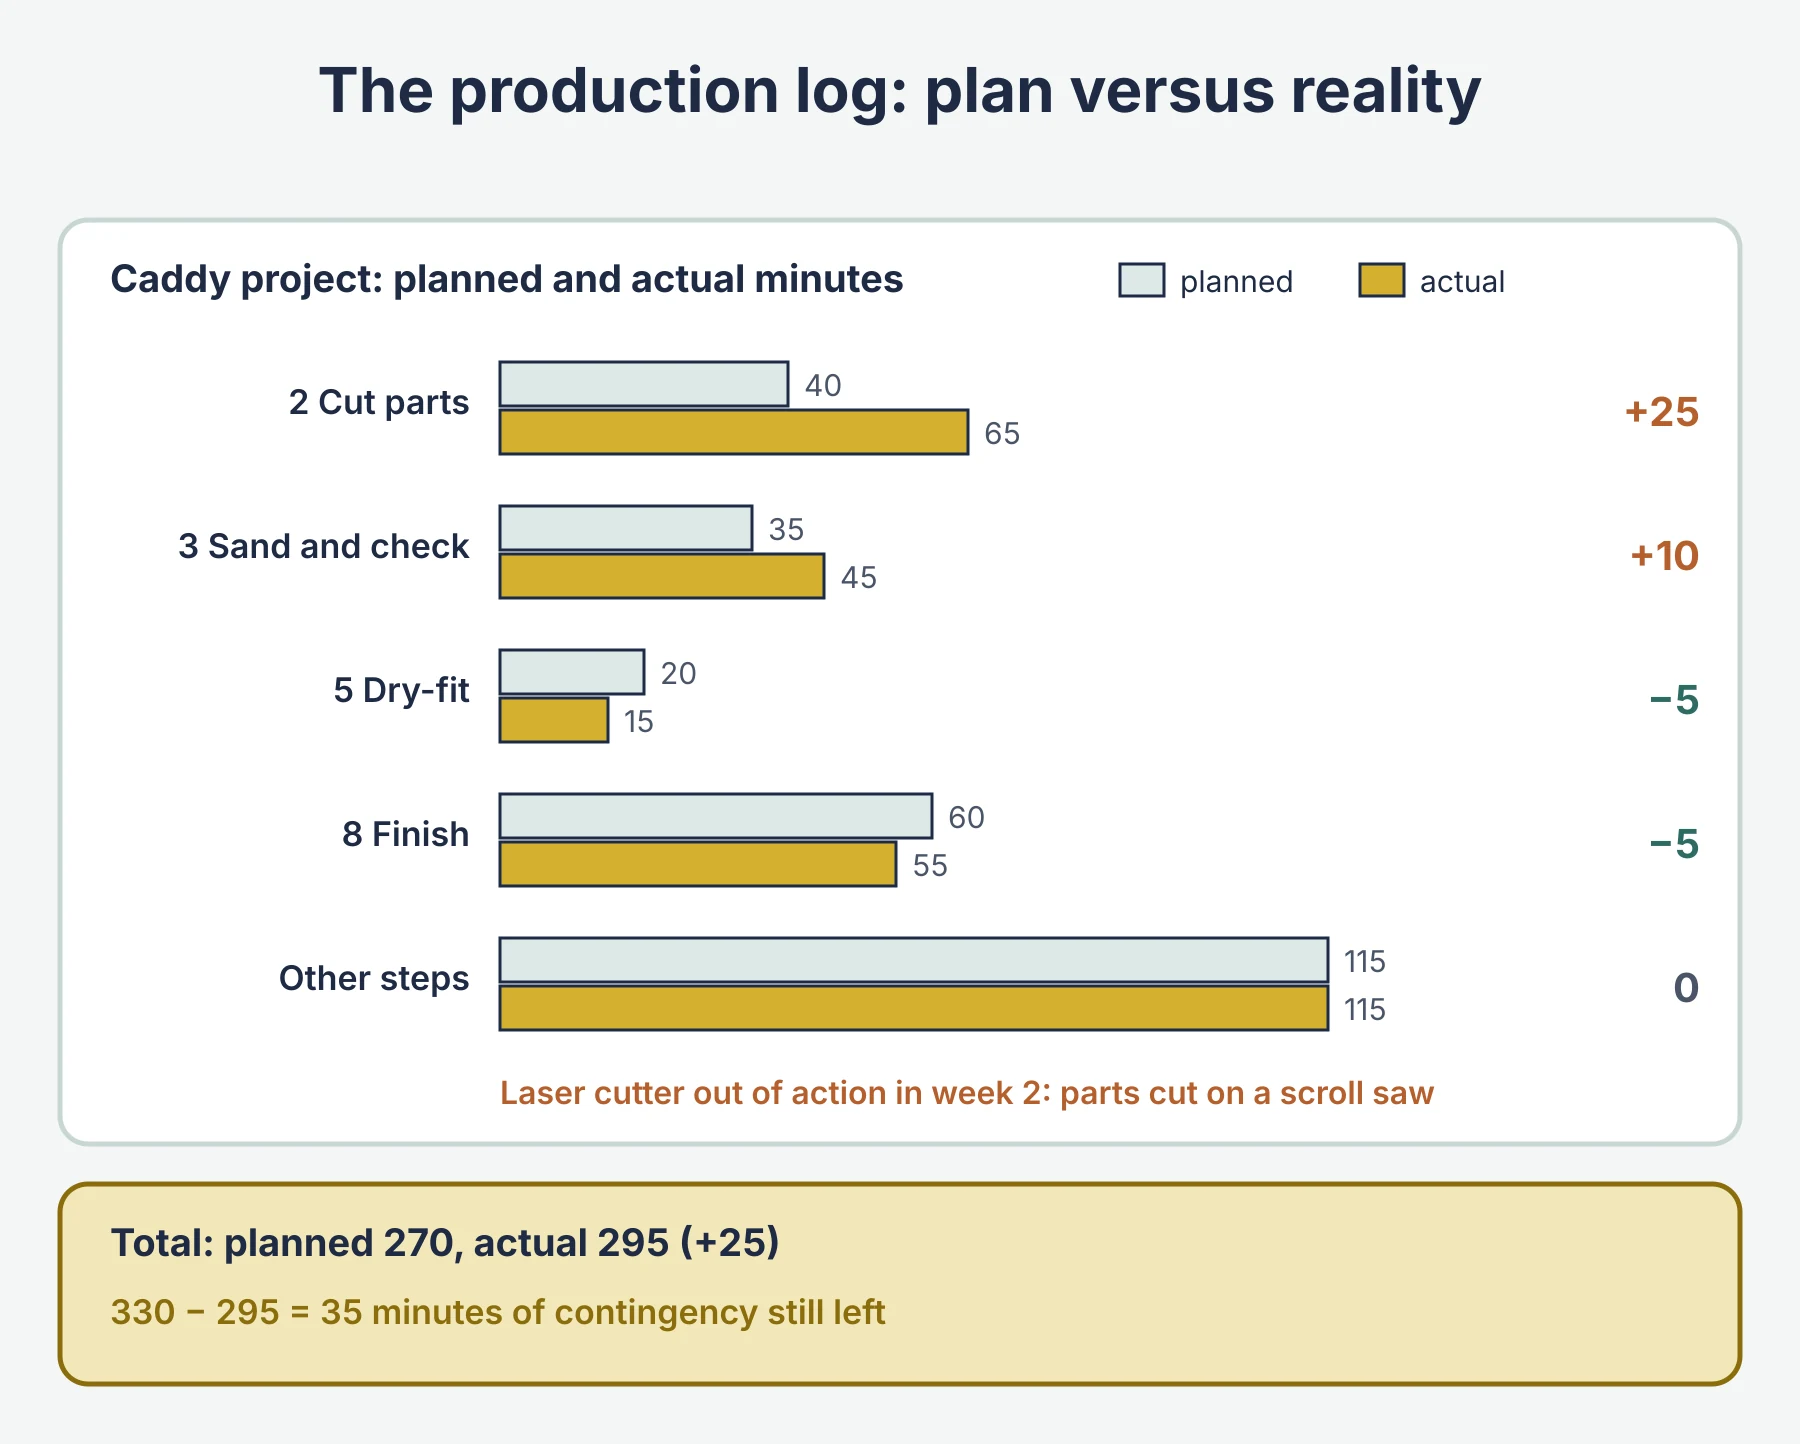 The production log: plan versus reality
Caddy project: planned and actual minutes
planned
actual
2 Cut parts
40
65
+25
3 Sand and check
35
45
+10
5 Dry-fit
20
15
−5
8 Finish
60
55
−5
Other steps
115
115
0
Laser cutter out of action in week 2: parts cut on a scroll saw
Total: planned 270, actual 295 (+25)
330 − 295 = 35 minutes of contingency still left